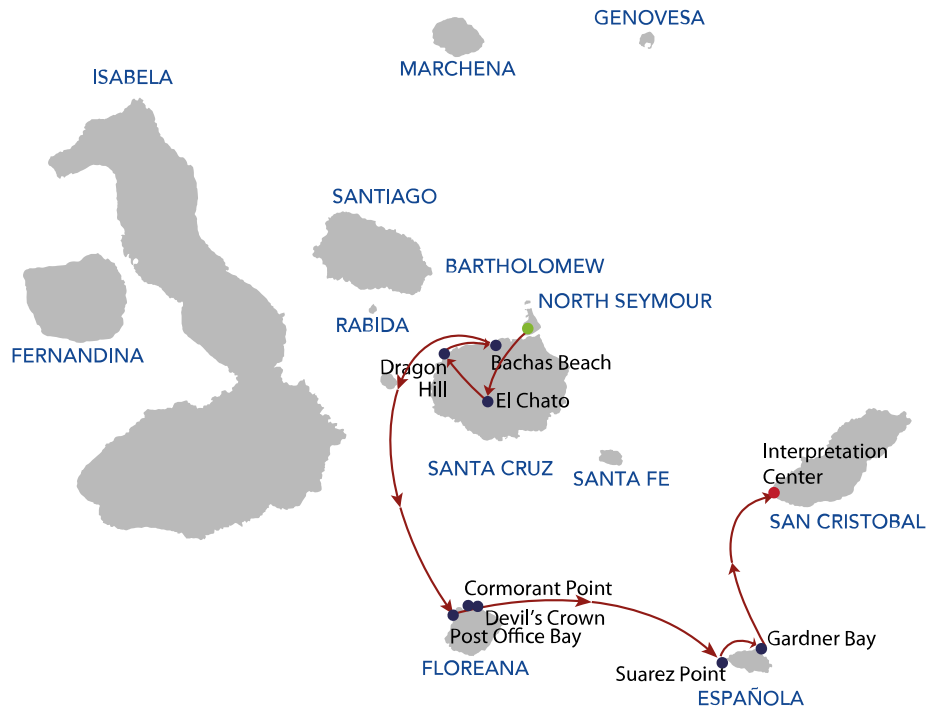 GENOVESA
MARCHENA
ISABELA
SANTIAGO
BARTHOLOMEW
NORTH SEYMOUR
RABIDA
FERNANDINA
Dragon
Hill
Bachas Beach
El Chato
SANTA CRUZ
SANTA FE
Interpretation
Center
SAN CRISTOBAL
Cormorant Point
Devil's Crown
Post Office Bay
FLOREANA
Gardner Bay
Suarez Point
ESPAÑOLA